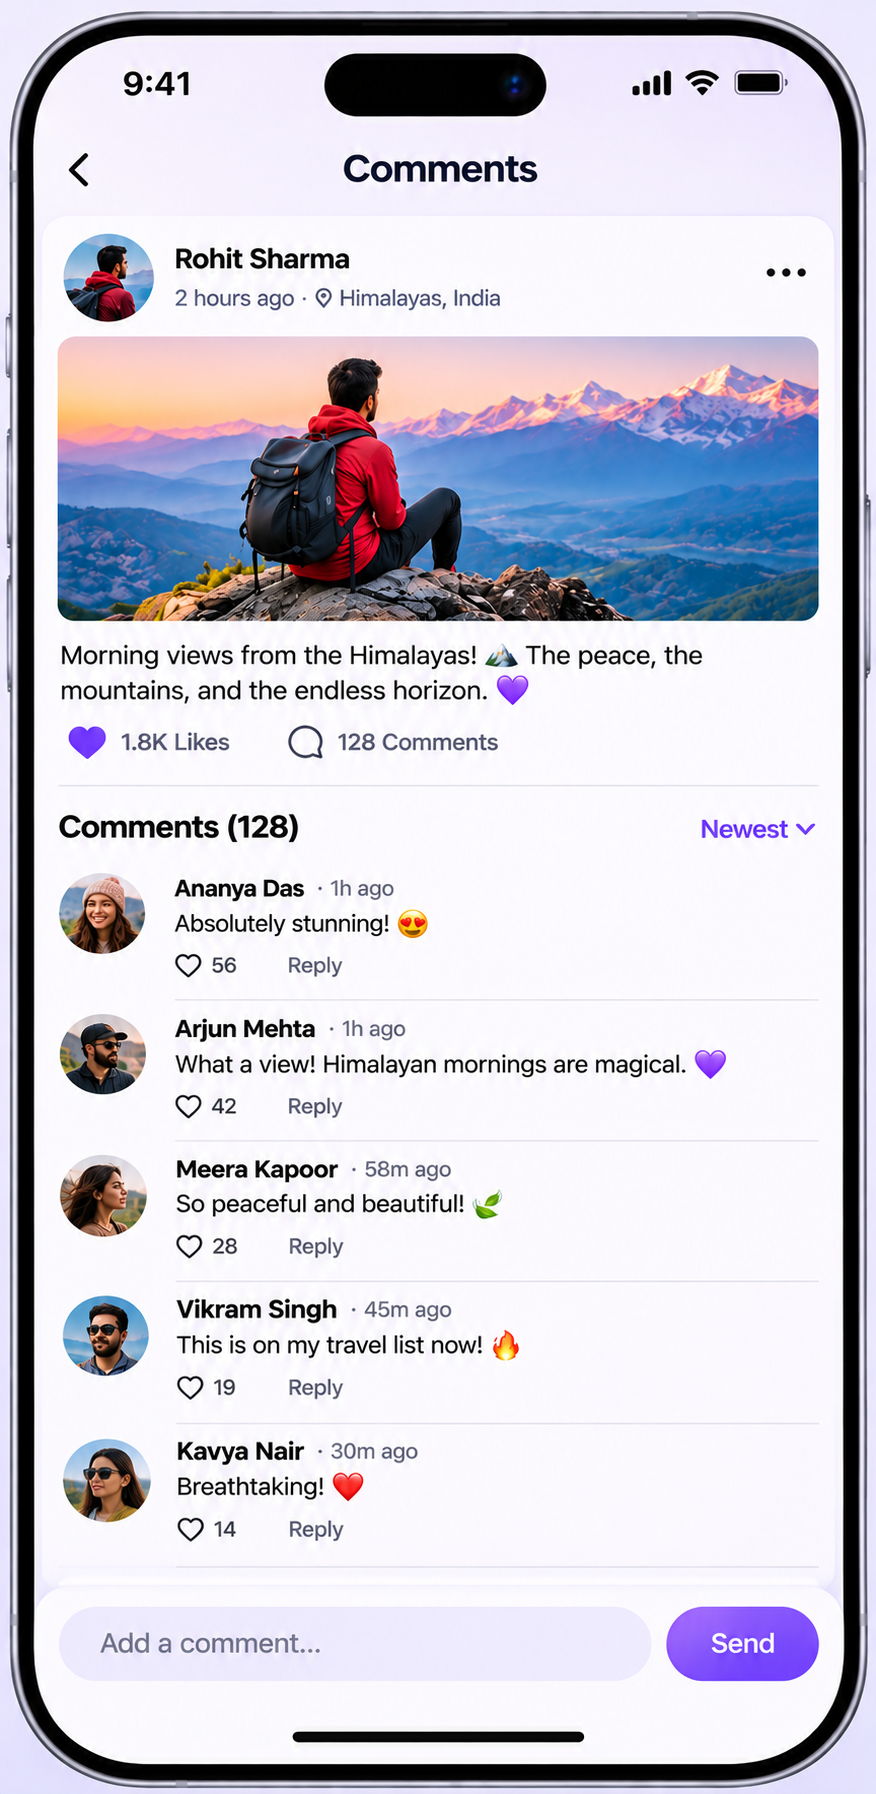 9:41
Comments
Rohit Sharma
2 hours ago · Himalayas, India
Morning views from the Himalayas! 🏔️ The peace, the
mountains, and the endless horizon. 💜
1.8K Likes 128 Comments
Comments (128) Newest
Ananya Das · 1h ago
Absolutely stunning! 😍
56 Reply
Arjun Mehta · 1h ago
What a view! Himalayan mornings are magical. 💜
42 Reply
Meera Kapoor · 58m ago
So peaceful and beautiful! 🌿
28 Reply
Vikram Singh · 45m ago
This is on my travel list now! 🔥
19 Reply
Kavya Nair · 30m ago
Breathtaking! ❤️
14 Reply
Add a comment... Send